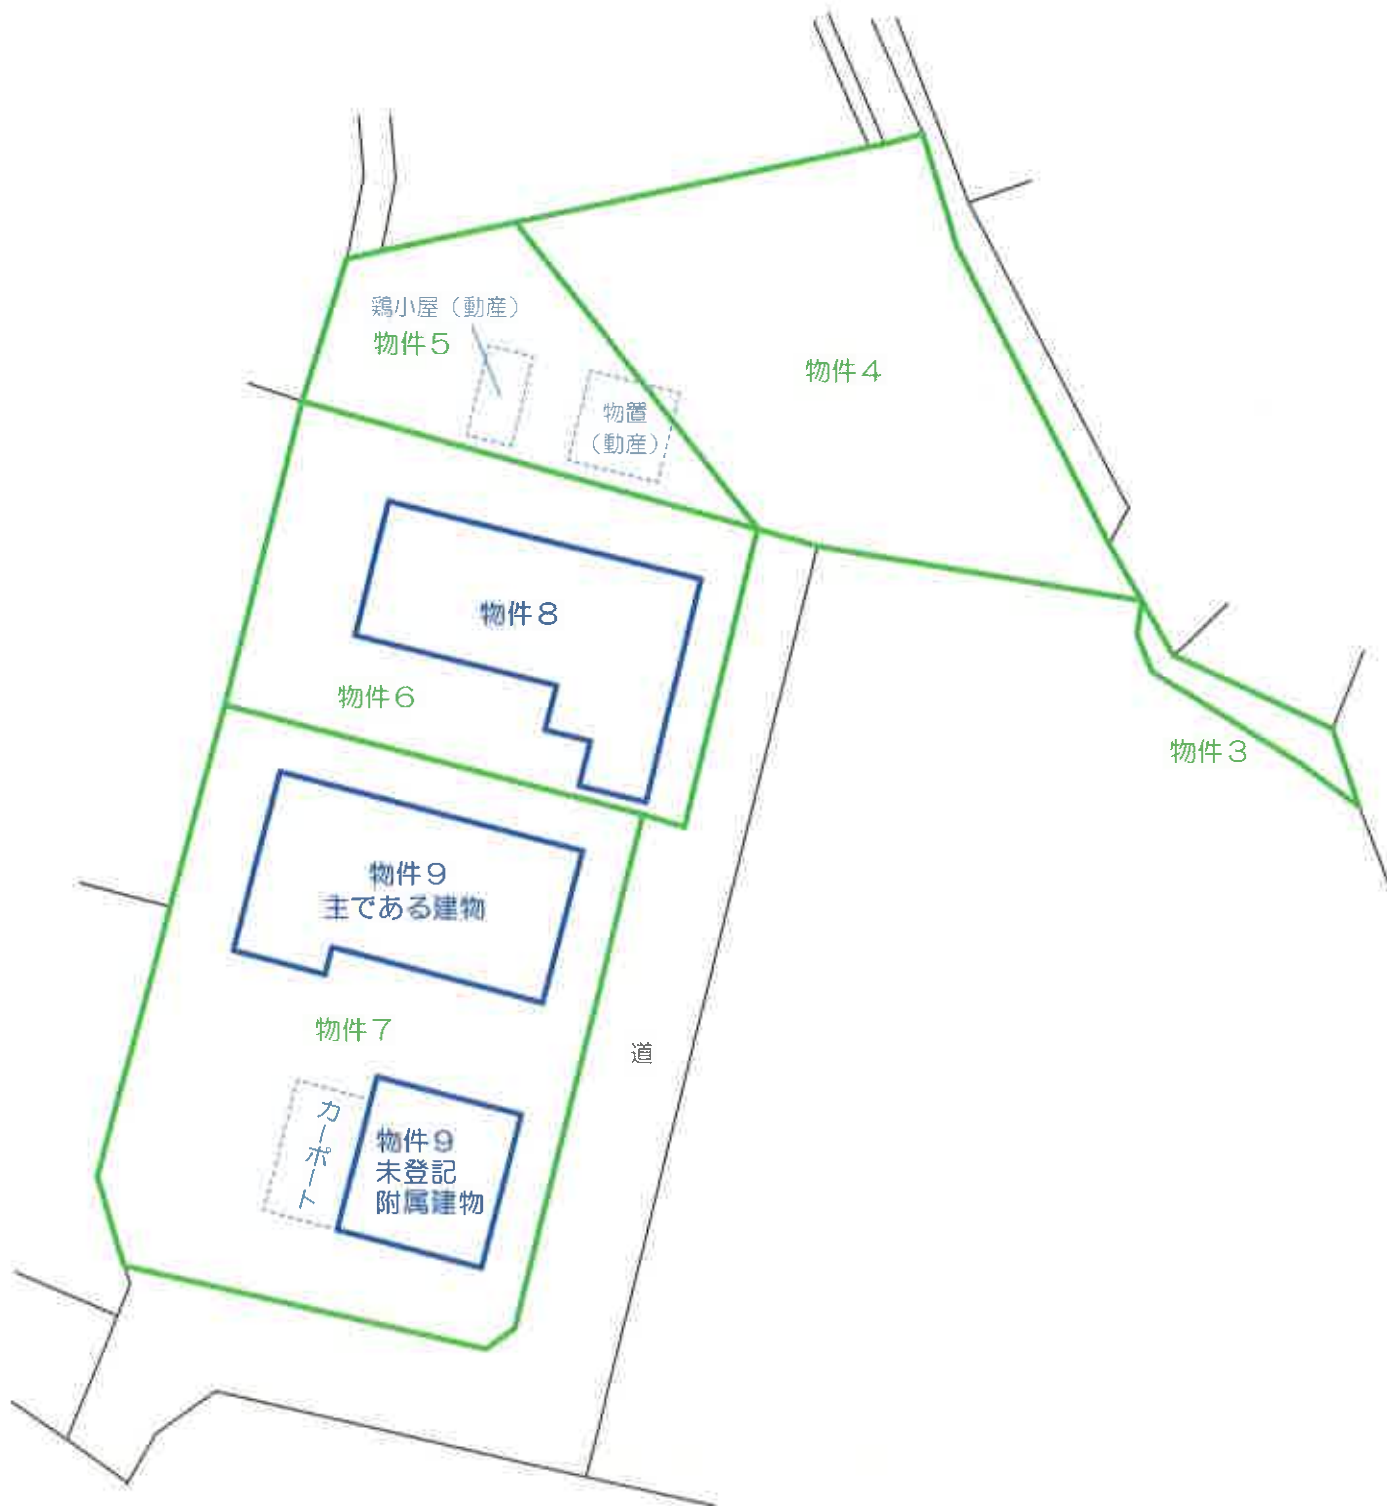 鶏小屋（動産）
物件５
物件４
物置
（動産）
物件８
物件６
物件３
物件９
主である建物
物件７
道
カーポート
物件９
未登記
附属建物